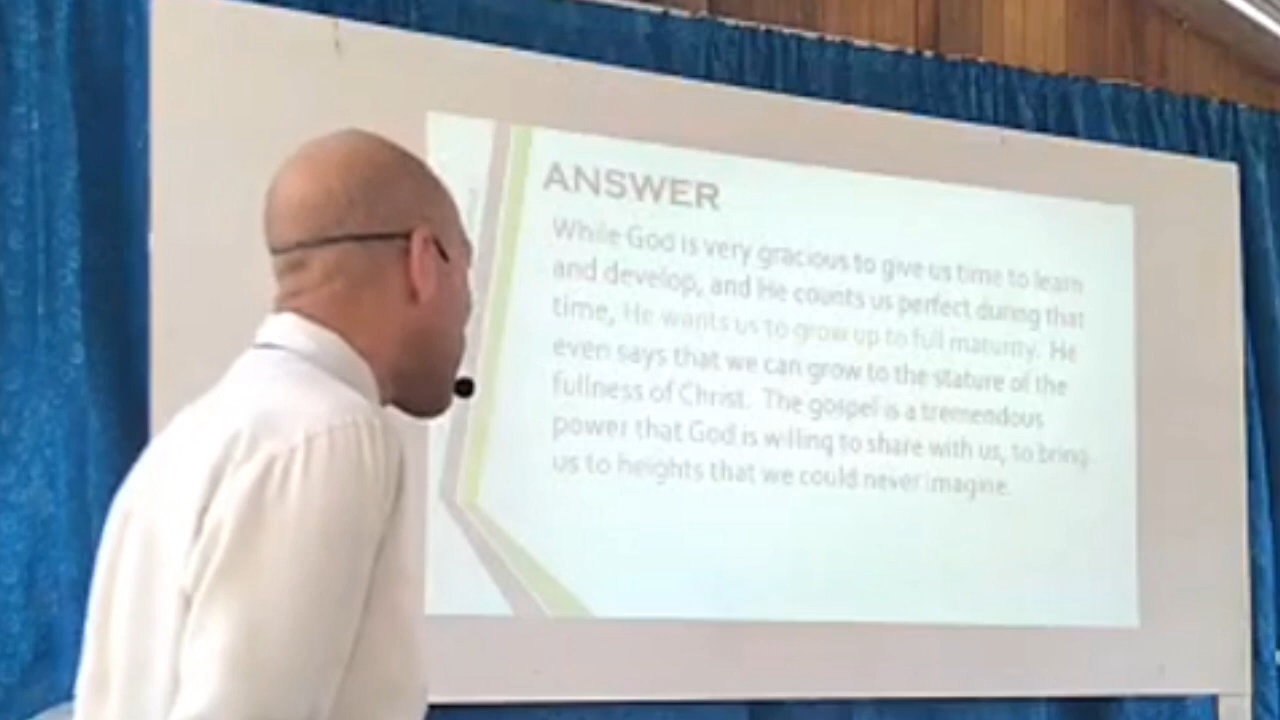 ANSWER
While God is very gracious to give us time to learn
and develop, and He counts us perfect during that
time, He wants us to grow up to full maturity. He
even says that we can grow to the stature of the
fullness of Christ. The gospel is a tremendous
power that God is willing to share with us, to bring
us to heights that we could never imagine.